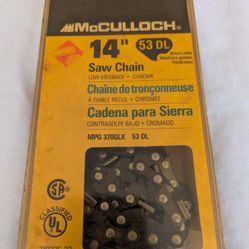 McCULLOCH
14" 53 DL
Drive Links
Maillons-guides
Eslabones
Saw Chain
LOW KICKBACK • CHROME
Chaîne de tronçonneuse
À FAIBLE RECUL • CHROMÉE
Cadena para Sierra
CONTRAGOLPE BAJO • CROMADO
MPG 370GLX 53 DL
SA
CLASSIFIED
UL